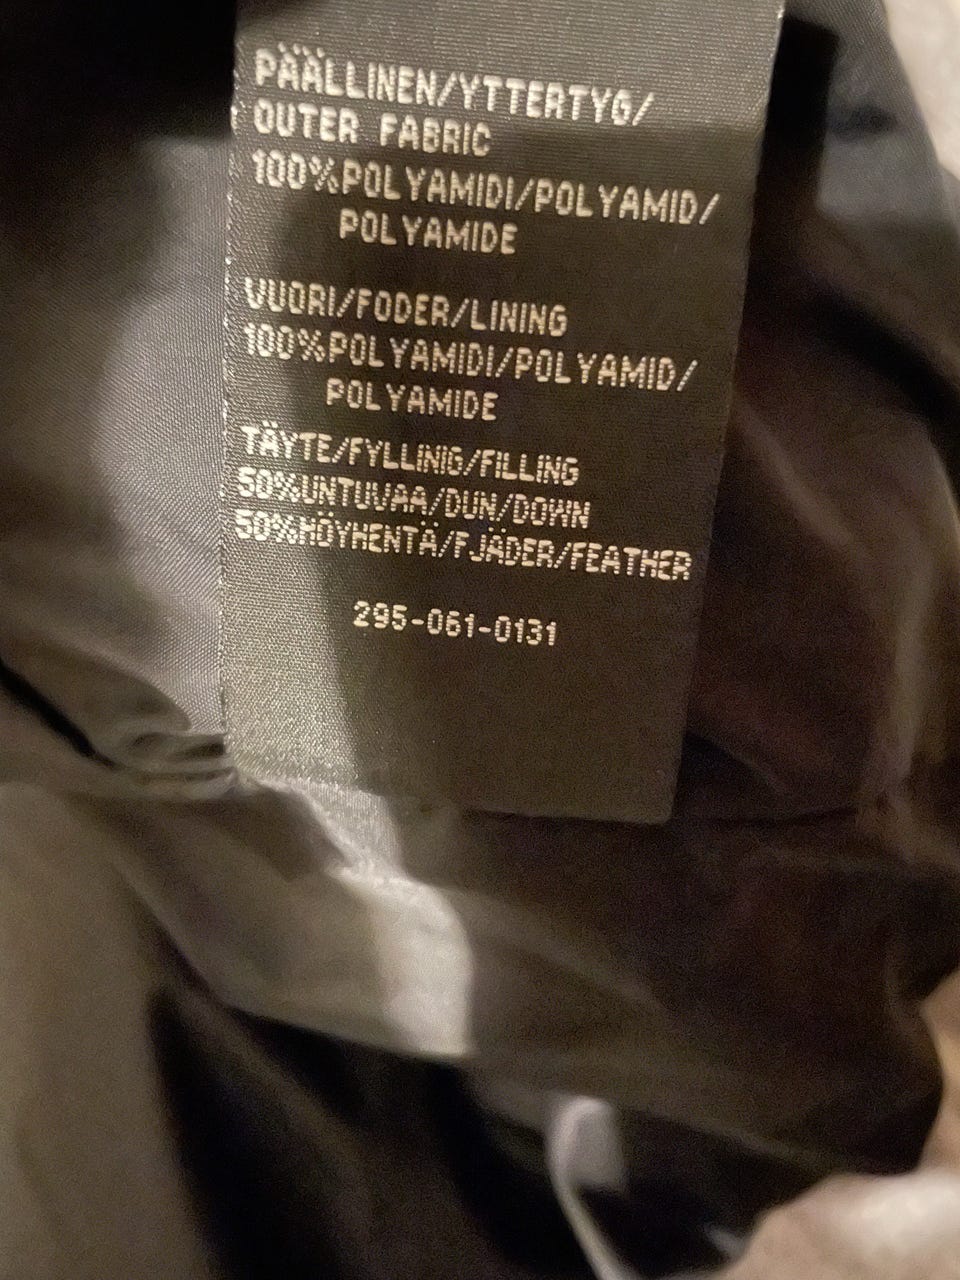 PÄÄLLINEN/YTTERTYG/
OUTER FABRIC
100%POLYAMIDI/POLYAMID/
POLYAMIDE
VUORI/FODER/LINING
100%POLYAMIDI/POLYAMID/
POLYAMIDE
TÄYTE/FYLLINIG/FILLING
50%UNTUVAA/DUN/DOWN
50%HÖYHENTÄ/FJÄDER/FEATHER
295-061-0131